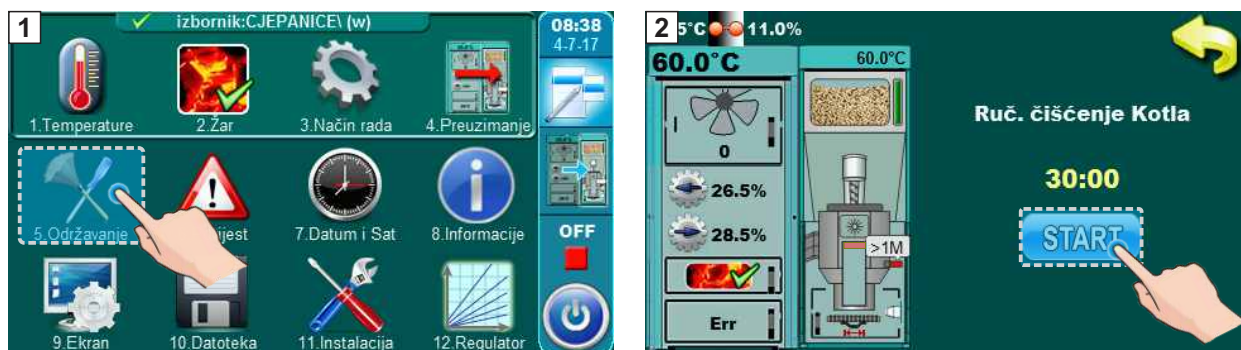 1
izbornik:CJEPANICE\ (w)
08:38
4-7-17
1.Temperature
2.Žar
3.Način rada
4.Preuzimanje
5.Održavanje
7.Datum i Sat
8.Informacije
OFF
9.Ekran
10.Datoteka
11.Instalacija
12.Regulator
2
5°C
11.0%
60.0°C
60.0°C
I
0
26.5%
28.5%
>1M
Err
Ruč. čišćenje Kotla
30:00
START